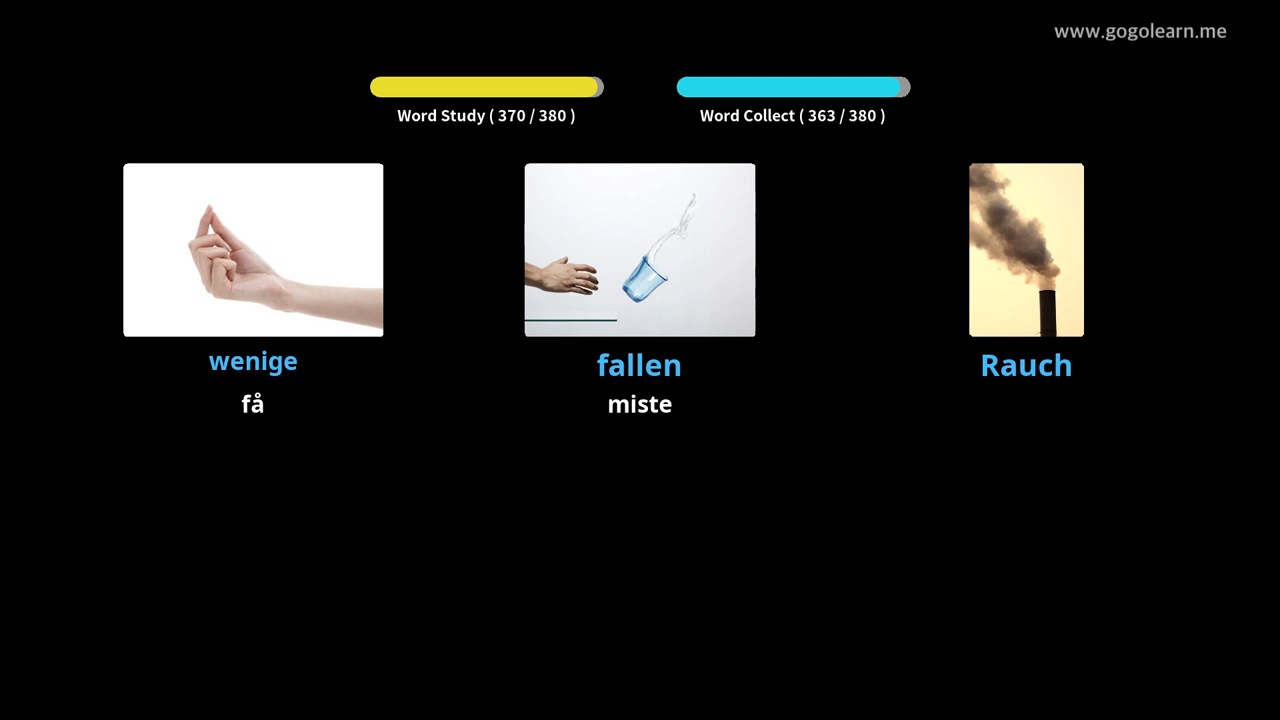 www.gogolearn.me
Word Study ( 370 / 380 )
Word Collect ( 363 / 380 )
wenige
fallen
Rauch
få
miste